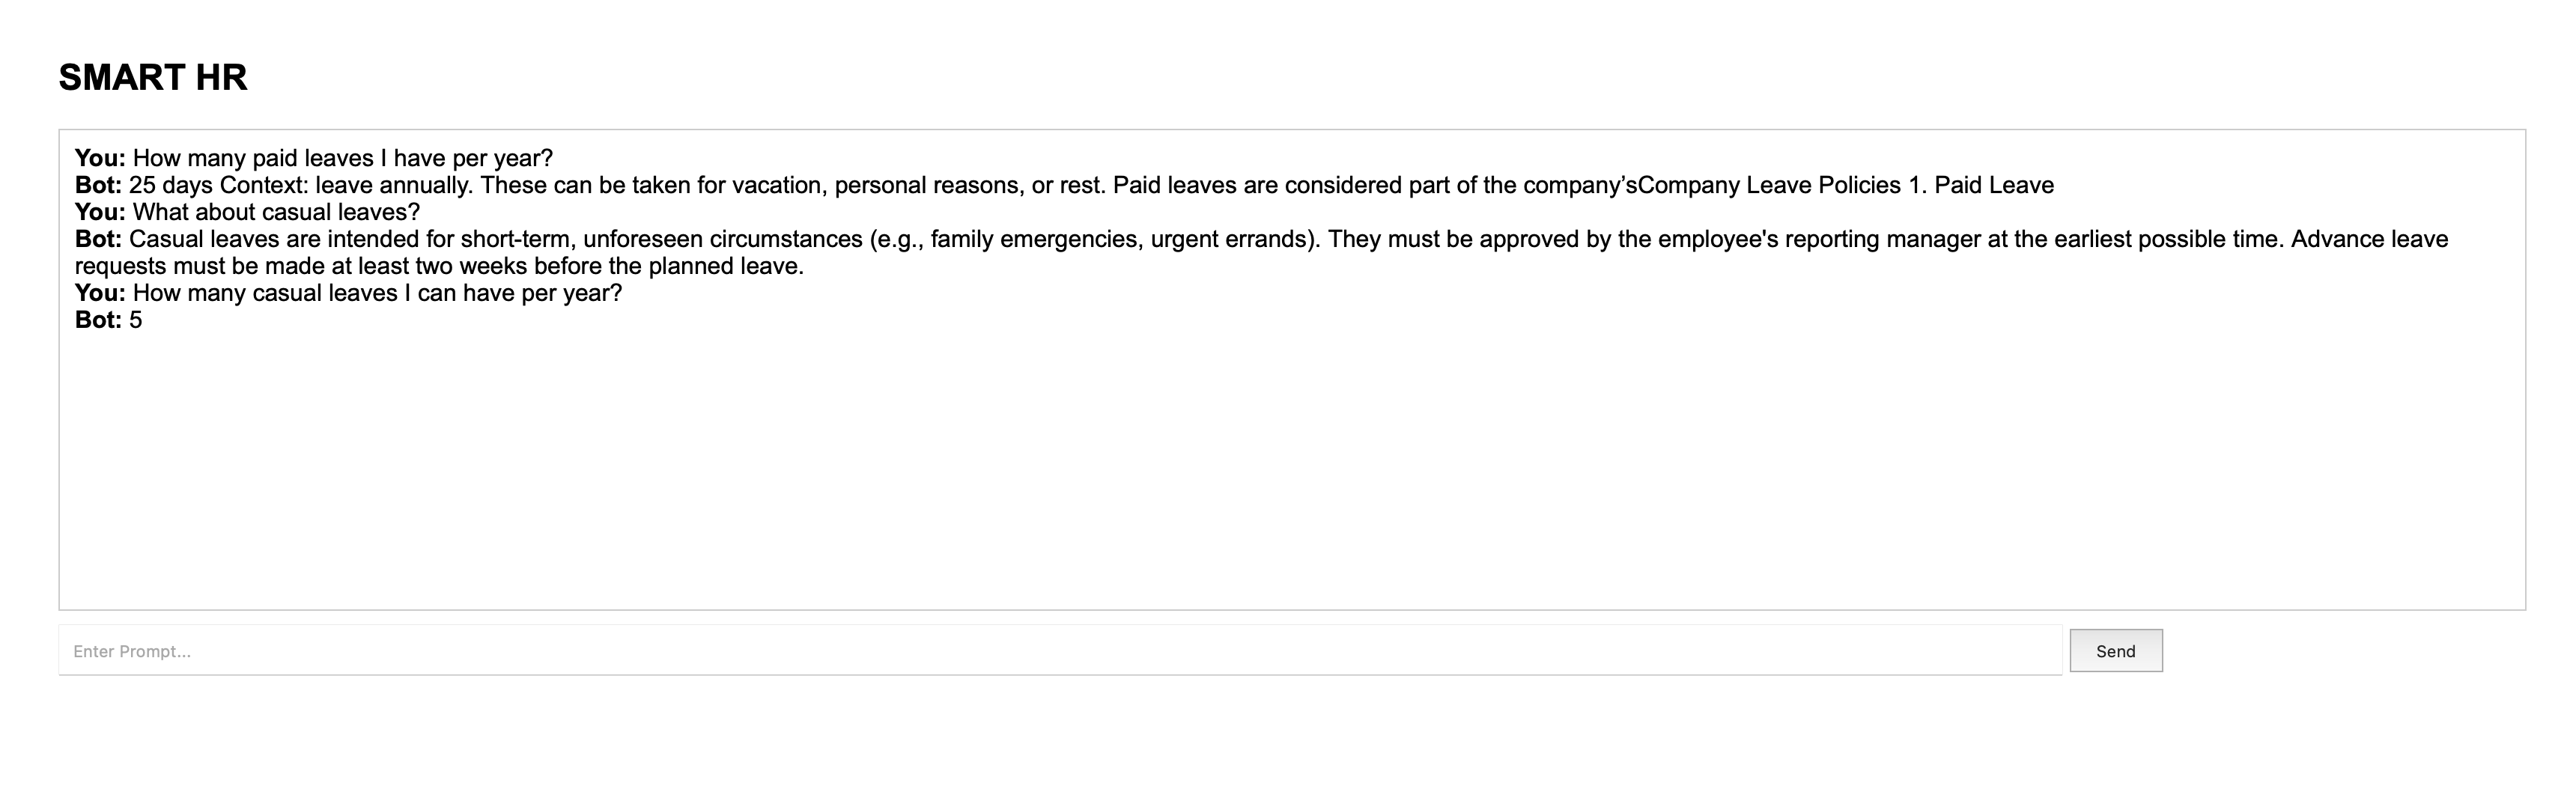 SMART HR
You: How many paid leaves I have per year?
Bot: 25 days Context: leave annually. These can be taken for vacation, personal reasons, or rest. Paid leaves are considered part of the company’sCompany Leave Policies 1. Paid Leave
You: What about casual leaves?
Bot: Casual leaves are intended for short-term, unforeseen circumstances (e.g., family emergencies, urgent errands). They must be approved by the employee's reporting manager at the earliest possible time. Advance leave
requests must be made at least two weeks before the planned leave.
You: How many casual leaves I can have per year?
Bot: 5
Enter Prompt...
Send